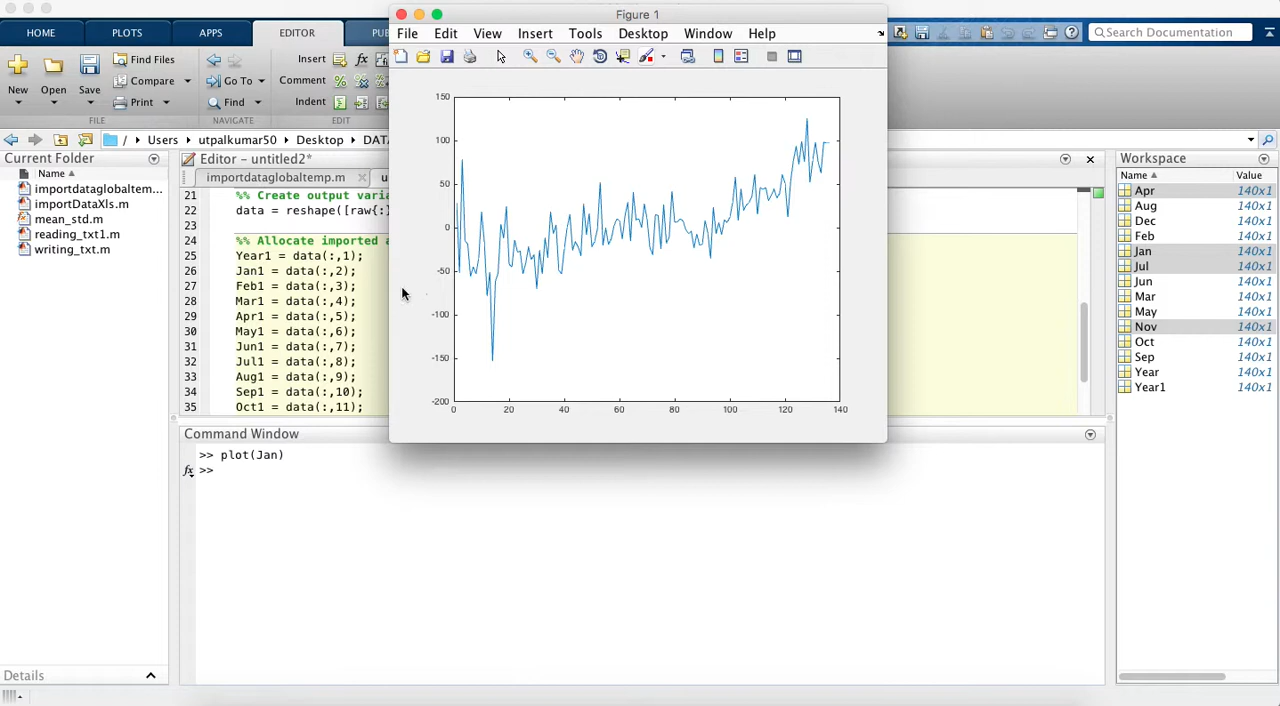 Figure 1
HOME PLOTS APPS EDITOR PUB
File Edit View Insert Tools Desktop Window Help
Search Documentation
New Open Save
Find Files
Compare
Print
Go To
Find
Insert
Comment
Indent
FILE NAVIGATE EDIT
/ Users utpalkumar50 Desktop DATA
Current Folder
Name
importdataglobaltemp...
importDataXls.m
mean_std.m
reading_txt1.m
writing_txt.m
Details
Editor - untitled2*
importdataglobaltemp.m
21 %% Create output varia
22 data = reshape([raw{:}
23
24 %% Allocate imported a
25 Year1 = data(:,1);
26 Jan1 = data(:,2);
27 Feb1 = data(:,3);
28 Mar1 = data(:,4);
29 Apr1 = data(:,5);
30 May1 = data(:,6);
31 Jun1 = data(:,7);
32 Jul1 = data(:,8);
33 Aug1 = data(:,9);
34 Sep1 = data(:,10);
35 Oct1 = data(:,11);
150
100
50
0
-50
-100
-150
-200
0 20 40 60 80 100 120 140
Command Window
>> plot(Jan)
fx >>
Workspace
Name Value
Apr 140x1
Aug 140x1
Dec 140x1
Feb 140x1
Jan 140x1
Jul 140x1
Jun 140x1
Mar 140x1
May 140x1
Nov 140x1
Oct 140x1
Sep 140x1
Year 140x1
Year1 140x1